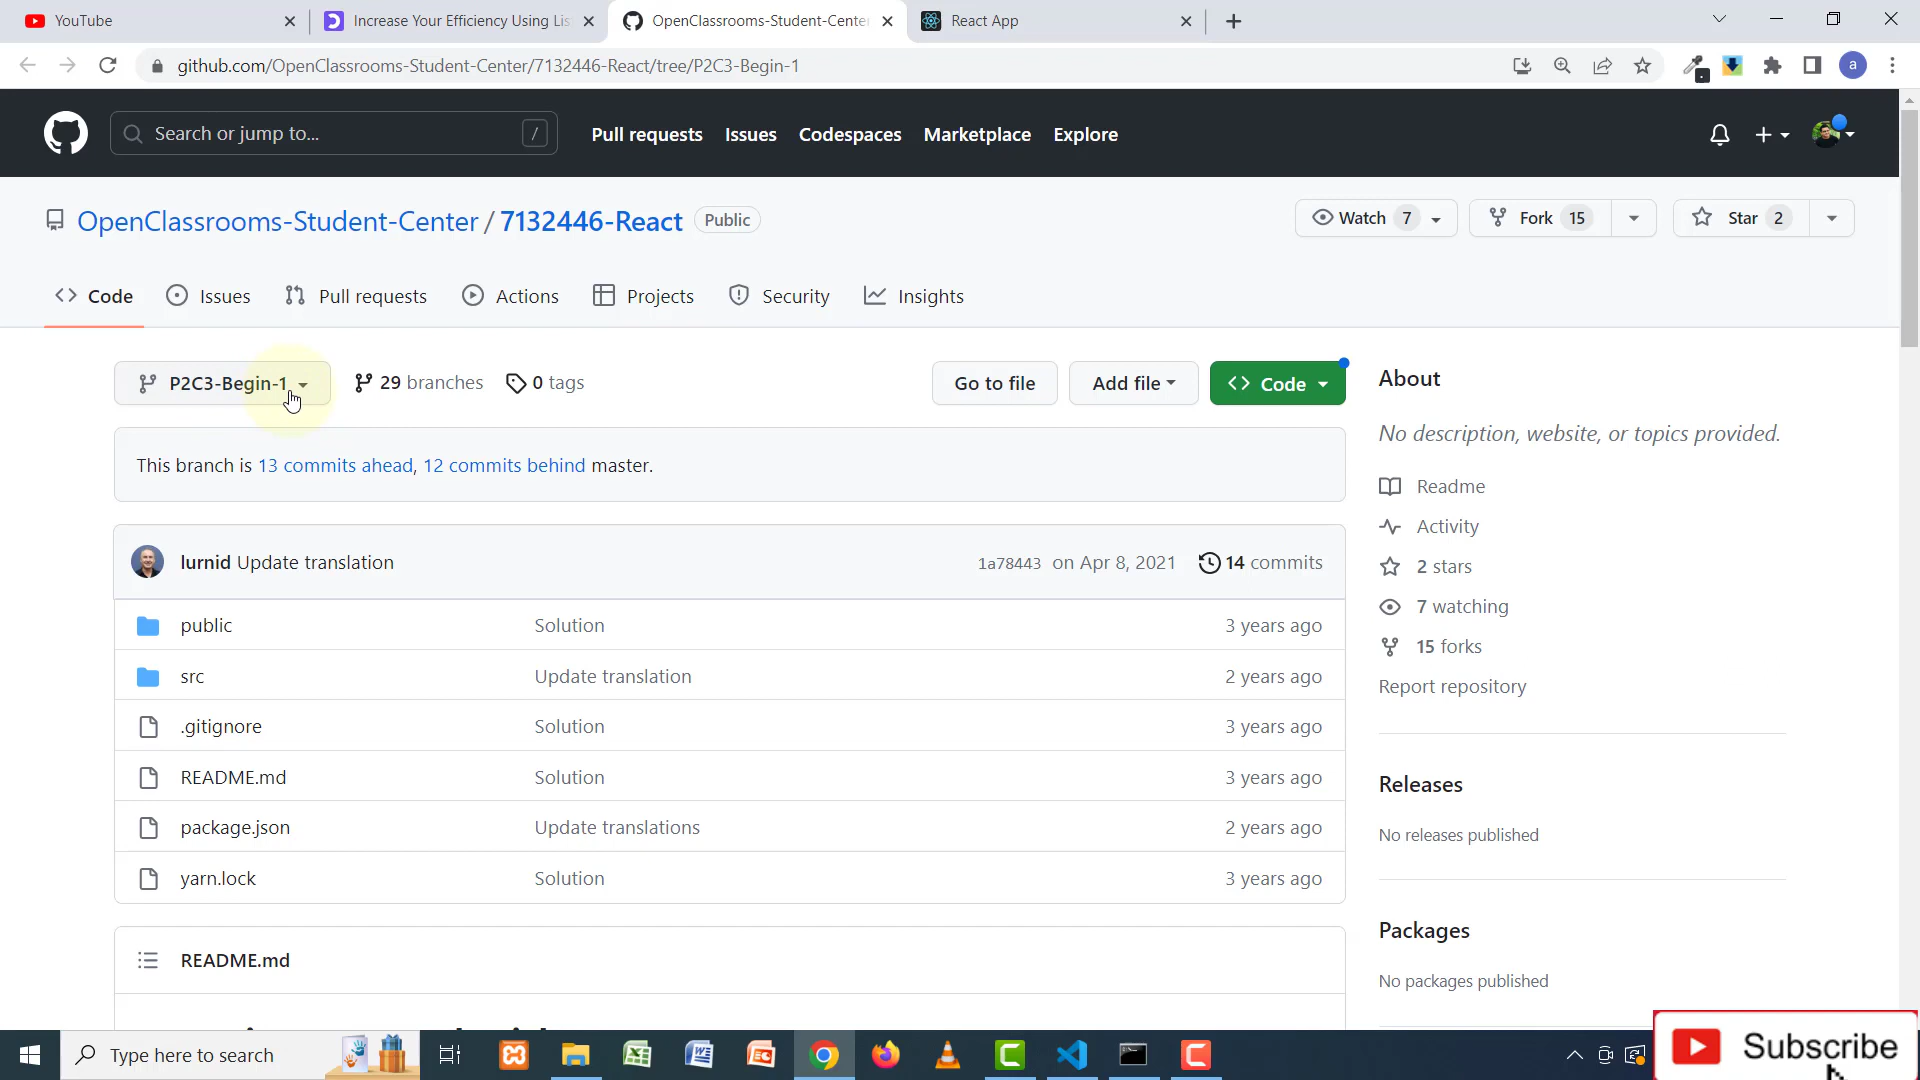 YouTube
Increase Your Efficiency Using Lis
OpenClassrooms-Student-Center
React App
github.com/OpenClassrooms-Student-Center/7132446-React/tree/P2C3-Begin-1
a
Search or jump to...
/
Pull requests
Issues
Codespaces
Marketplace
Explore
OpenClassrooms-Student-Center / 7132446-React
Public
Watch 7
Fork 15
Star 2
Code
Issues
Pull requests
Actions
Projects
Security
Insights
P2C3-Begin-1
29 branches
0 tags
Go to file
Add file
Code
This branch is 13 commits ahead, 12 commits behind master.
lurnid Update translation
1a78443 on Apr 8, 2021
14 commits
public Solution 3 years ago
src Update translation 2 years ago
.gitignore Solution 3 years ago
README.md Solution 3 years ago
package.json Update translations 2 years ago
yarn.lock Solution 3 years ago
README.md
About
No description, website, or topics provided.
Readme
Activity
2 stars
7 watching
15 forks
Report repository
Releases
No releases published
Packages
No packages published
Type here to search
Subscribe